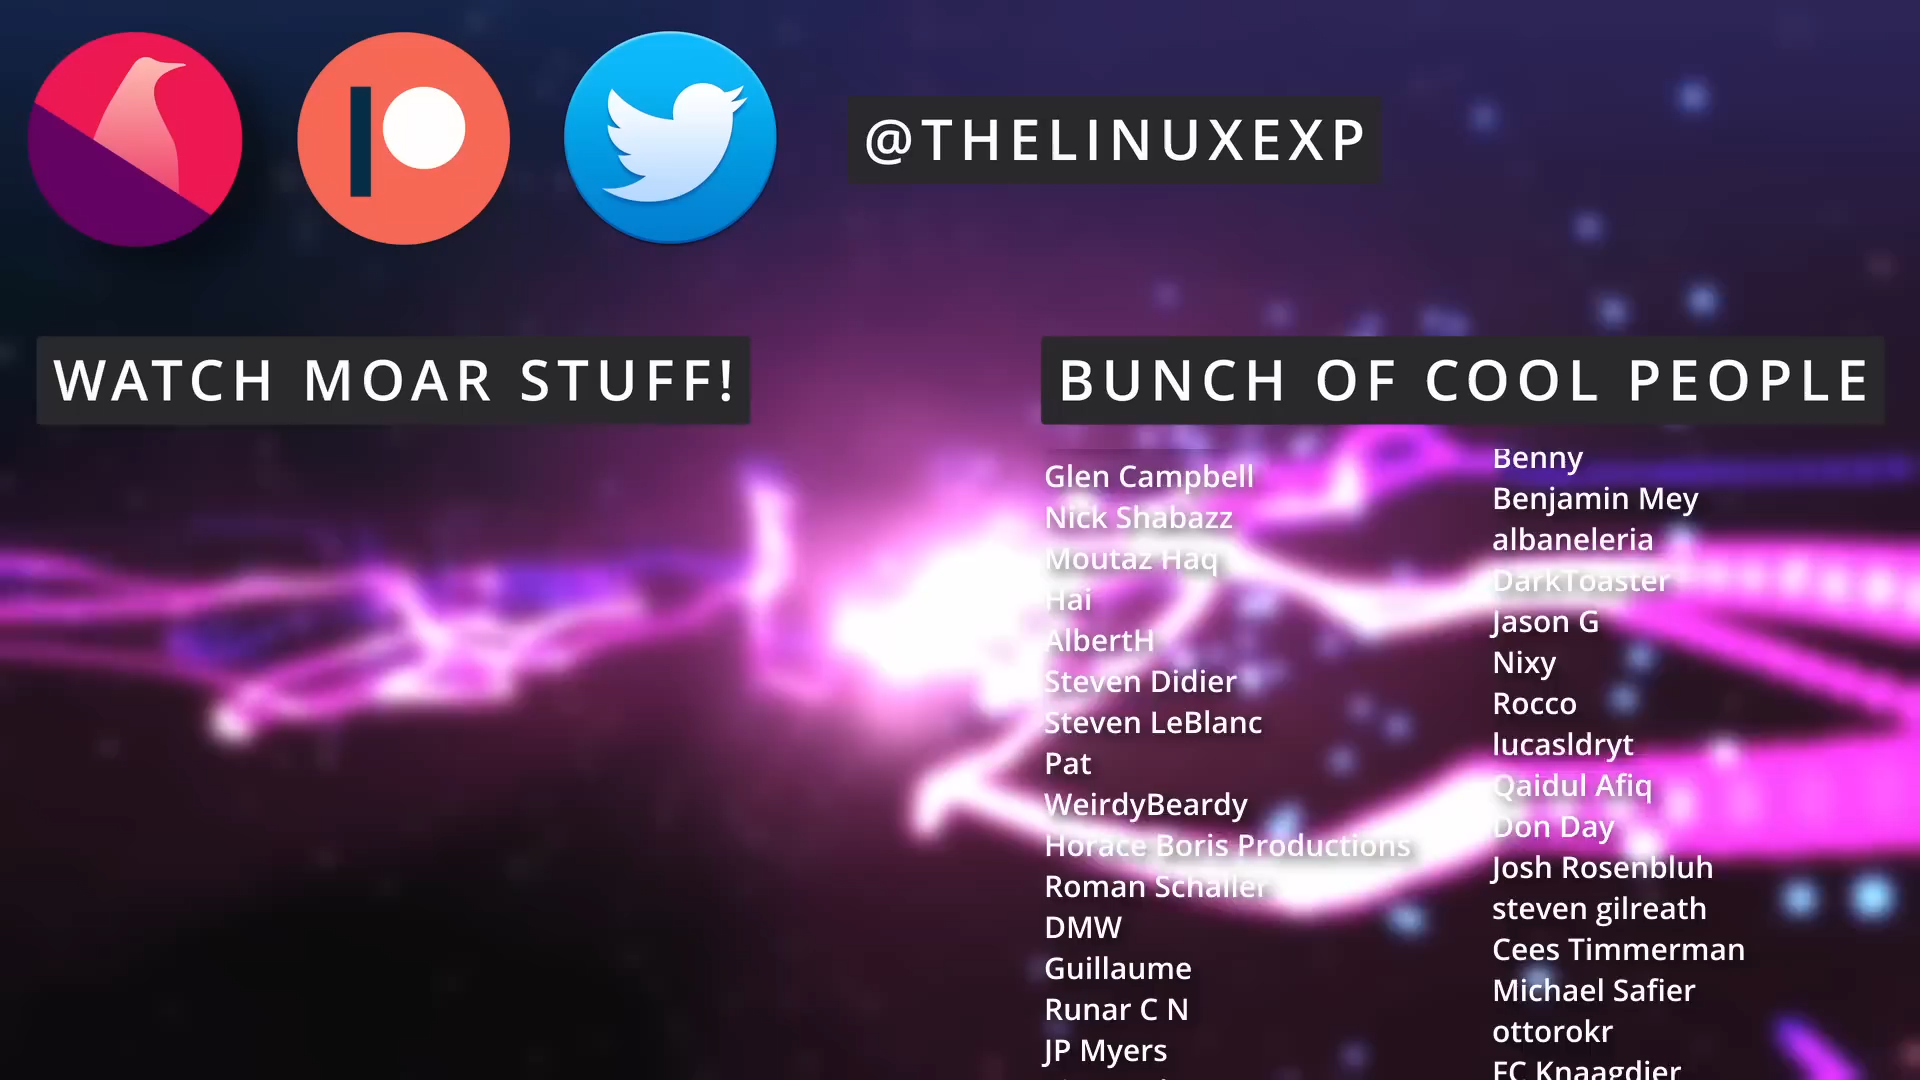 @THELINUXEXP
WATCH MOAR STUFF!
BUNCH OF COOL PEOPLE
Glen Campbell
Nick Shabazz
Moutaz Haq
Hai
AlbertH
Steven Didier
Steven LeBlanc
Pat
WeirdyBeardy
Horace Boris Productions
Roman Schaller
DMW
Guillaume
Runar C N
JP Myers
Benny
Benjamin Mey
albaneleria
DarkToaster
Jason G
Nixy
Rocco
lucasldryt
Qaidul Afiq
Don Day
Josh Rosenbluh
steven gilreath
Cees Timmerman
Michael Safier
ottorokr
FC Knaagdier